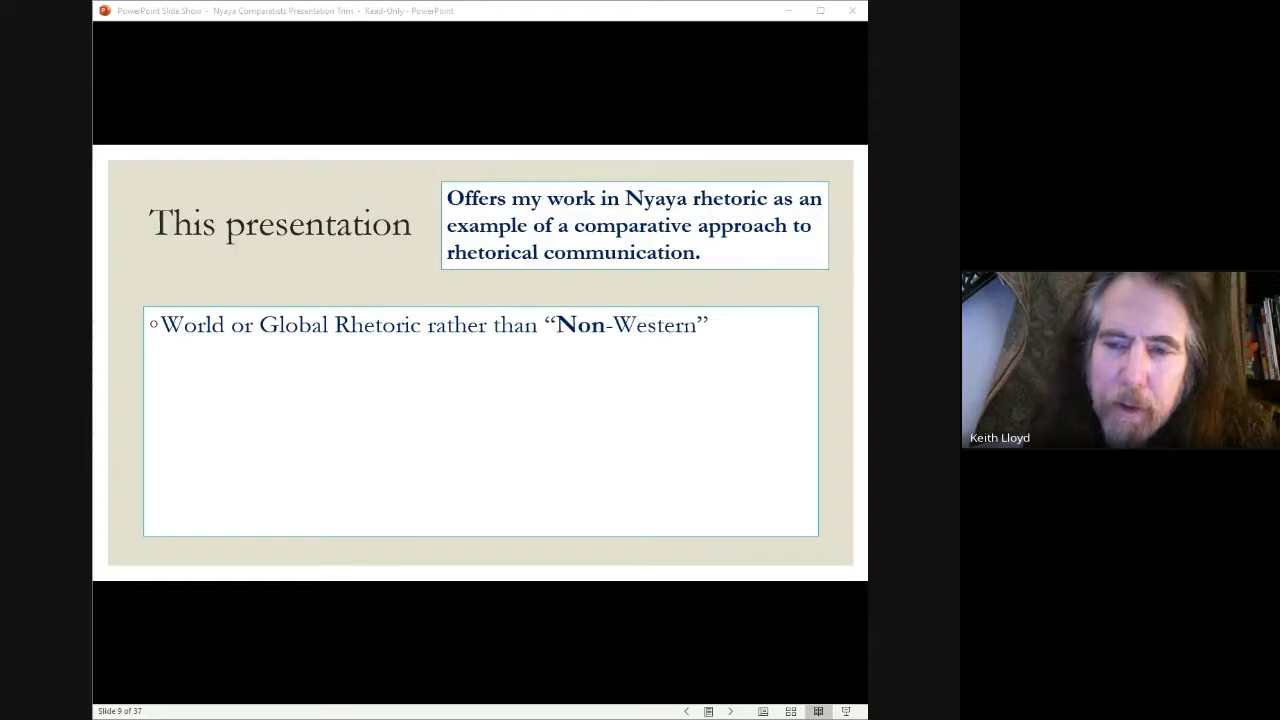 PowerPoint Slide Show - Nyaya Comparatists Presentation Trim - Read-Only - PowerPoint
This presentation
Offers my work in Nyaya rhetoric as an
example of a comparative approach to
rhetorical communication.
World or Global Rhetoric rather than “Non-Western”
Keith Lloyd
Slide 9 of 37